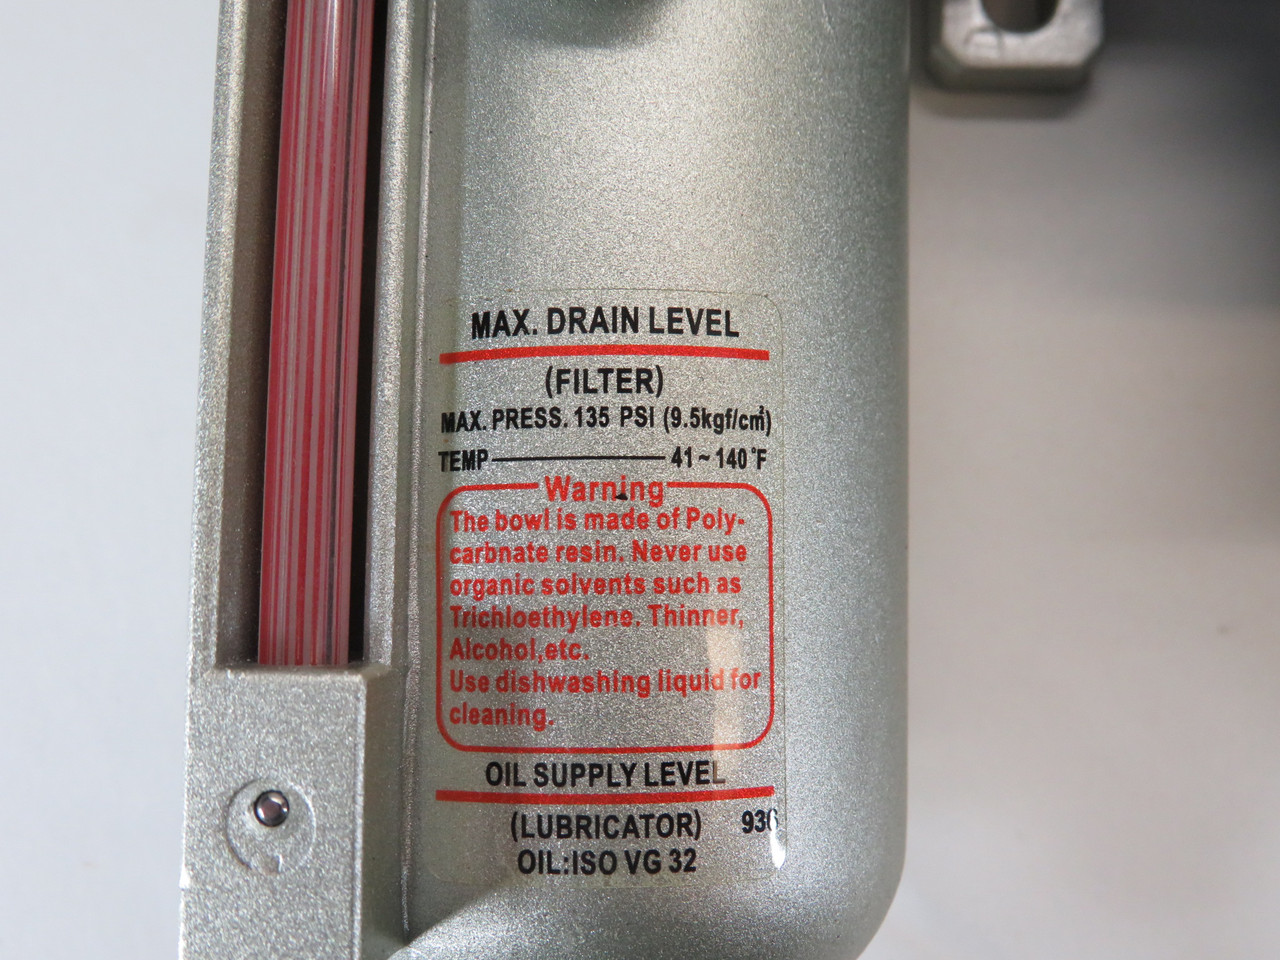 MAX. DRAIN LEVEL
(FILTER)
MAX. PRESS. 135 PSI (9.5kgf/cm²)
TEMP 41~140°F
Warning
The bowl is made of Poly-
carbnate resin. Never use
organic solvents such as
Trichloethylene. Thinner,
Alcohol,etc.
Use dishwashing liquid for
cleaning.
OIL SUPPLY LEVEL
(LUBRICATOR)
OIL:ISO VG 32